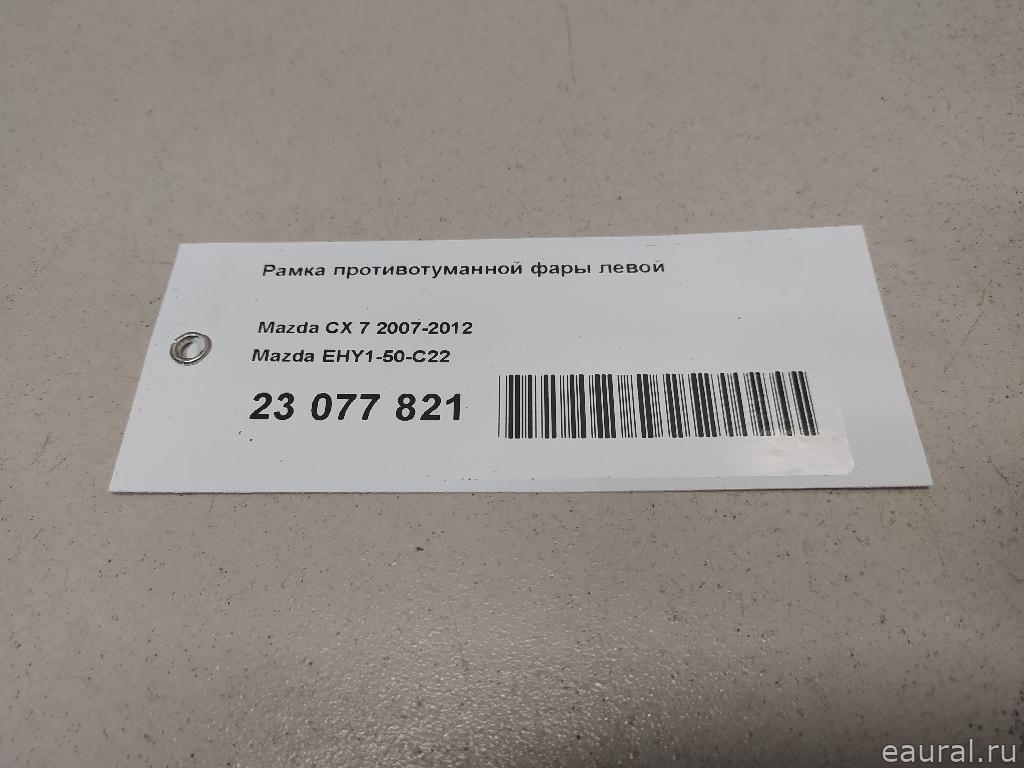 Рамка противотуманной фары левой
Mazda CX 7 2007-2012
Mazda EHY1-50-C22
23 077 821
eaural.ru